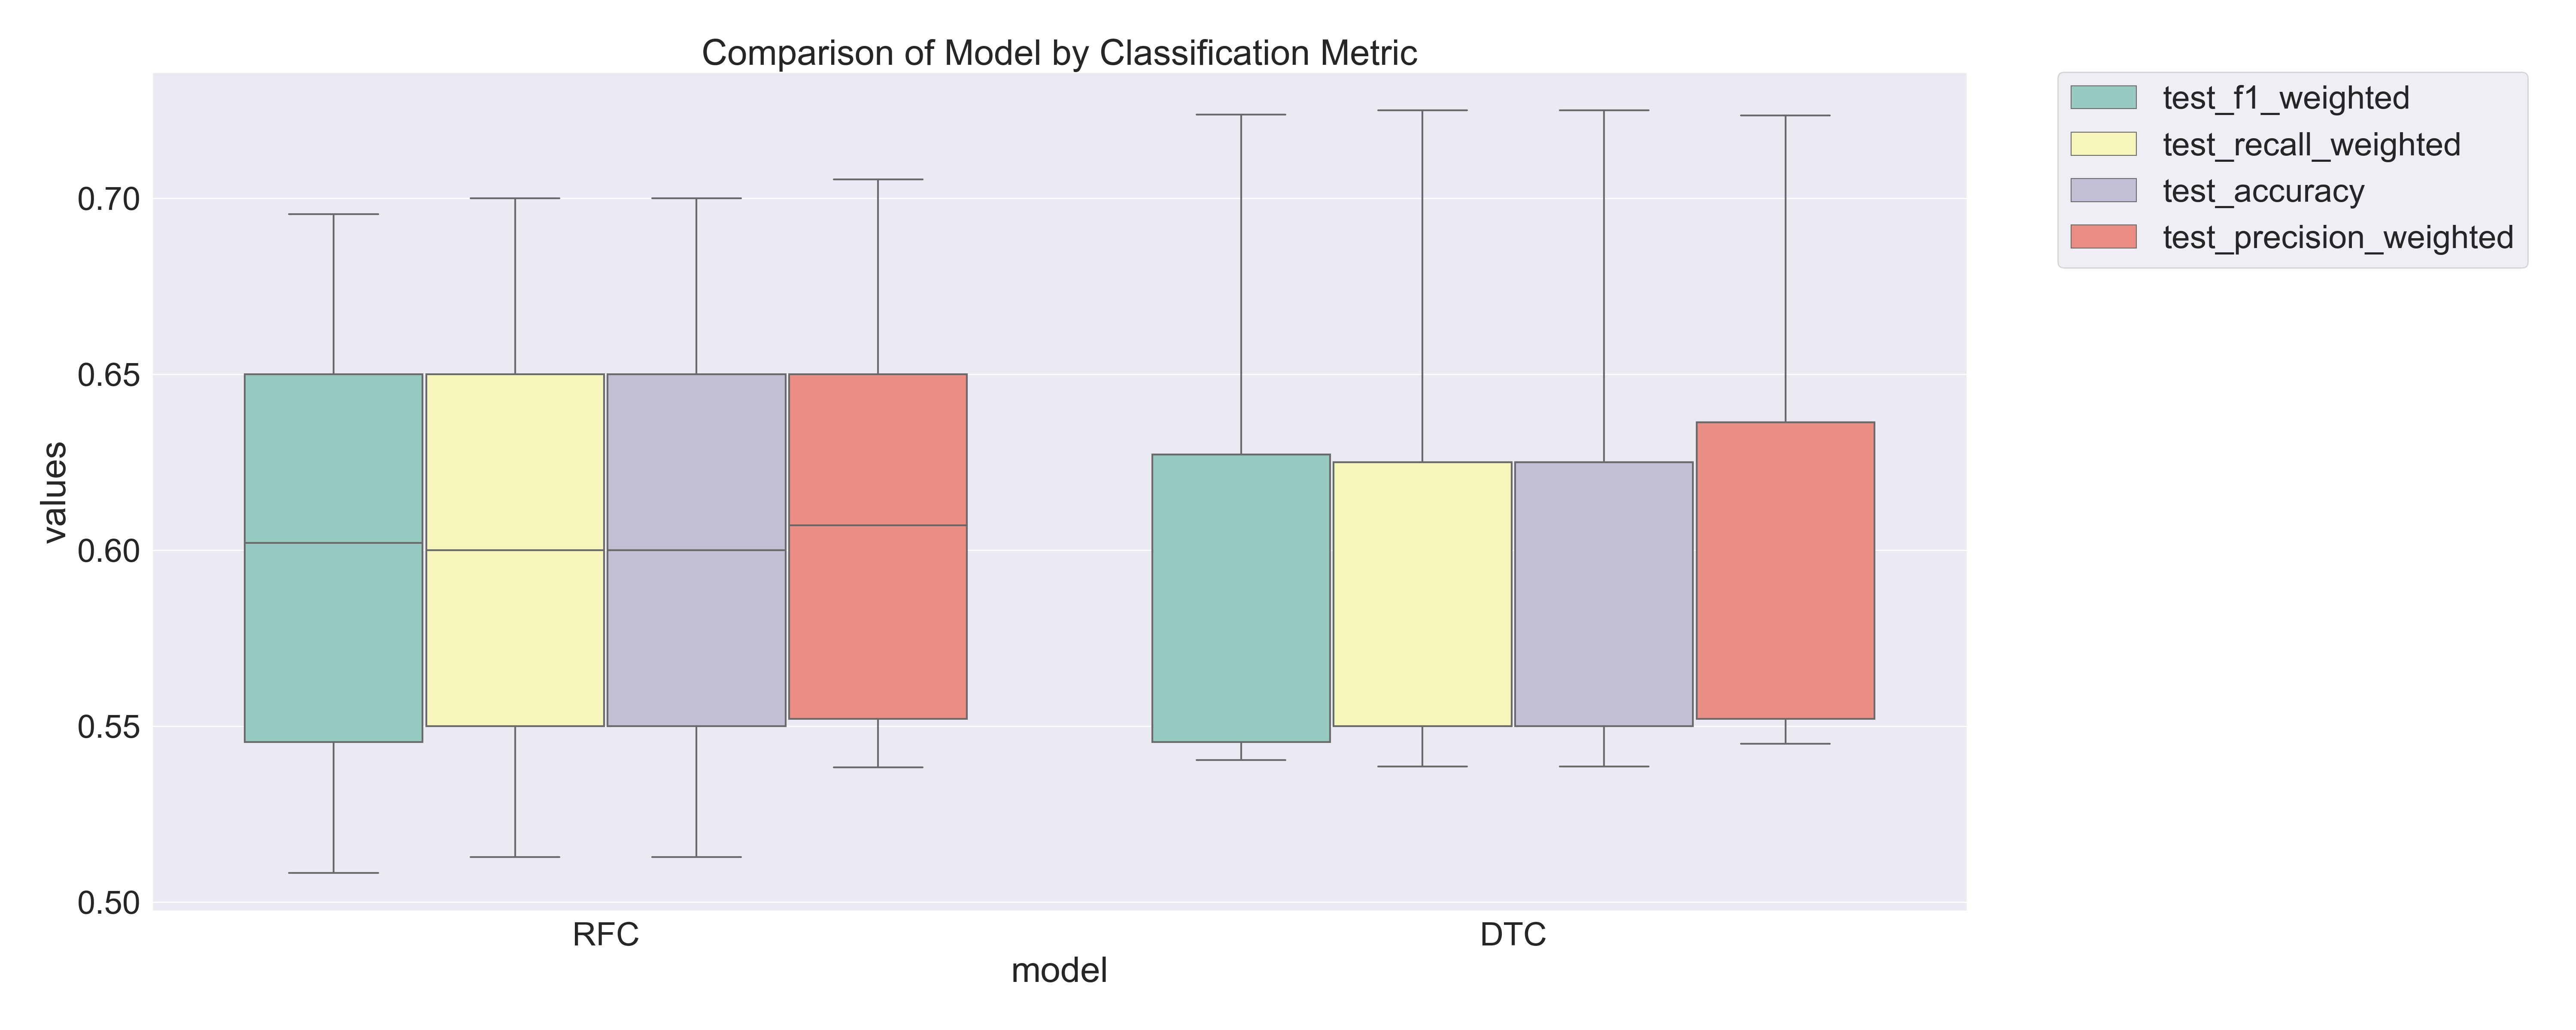 Comparison of Model by Classification Metric
test_f1_weighted
test_recall_weighted
test_accuracy
test_precision_weighted
values
0.70
0.65
0.60
0.55
0.50
RFC
DTC
model